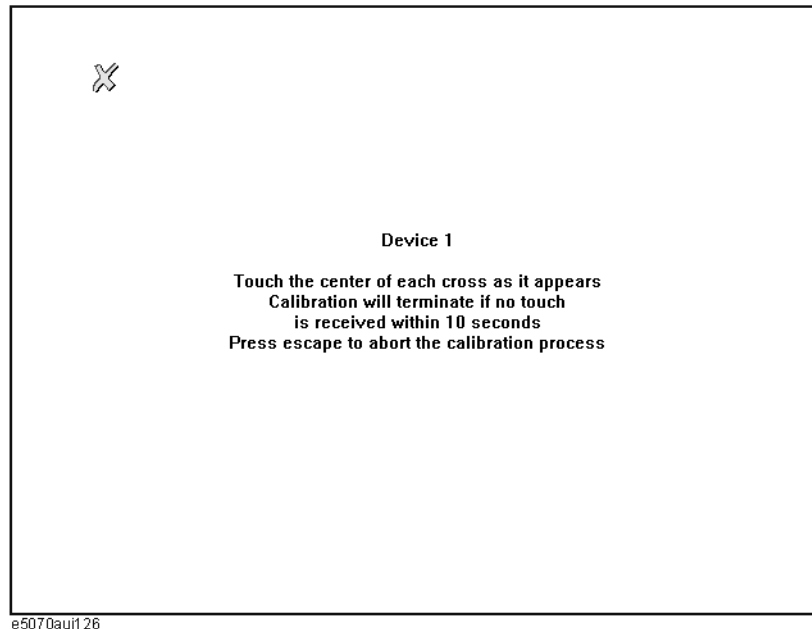 Device 1
Touch the center of each cross as it appears
Calibration will terminate if no touch
is received within 10 seconds
Press escape to abort the calibration process
e5070auj126